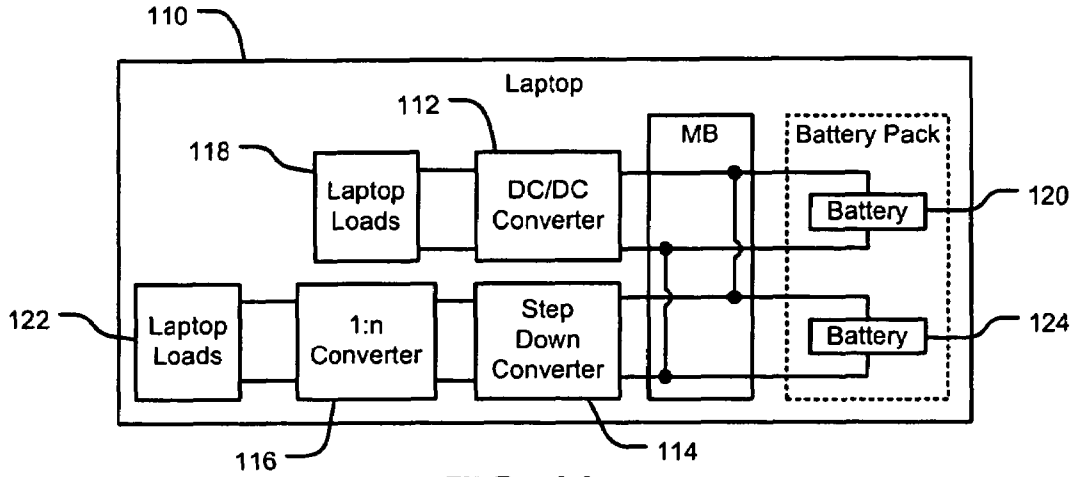 110
Laptop
112
MB
Battery Pack
118
Laptop
Loads
DC/DC
Converter
Battery
120
122
Laptop
Loads
1:n
Converter
Step
Down
Converter
Battery
124
116
114